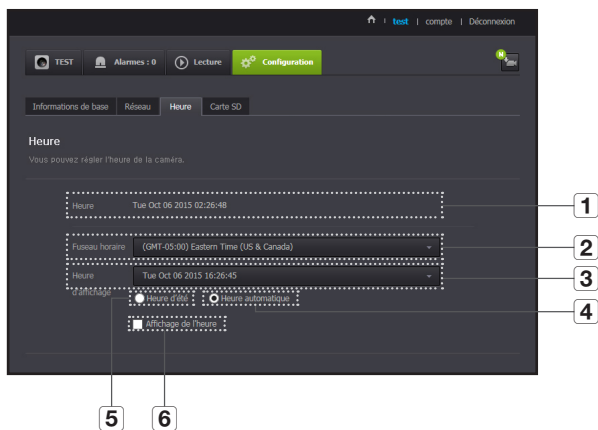 test | compte | Déconnexion
TEST Alarmes : 0 Lecture Configuration
M
Informations de base Réseau Heure Carte SD
Heure
Vous pouvez régler l'heure de la caméra.
Heure Tue Oct 06 2015 02:26:48
1
Fuseau horaire (GMT-05:00) Eastern Time (US & Canada)
2
Heure d'affichage Tue Oct 06 2015 16:26:45
3
Heure d'été Heure automatique
4
Affichage de l'heure
5 6